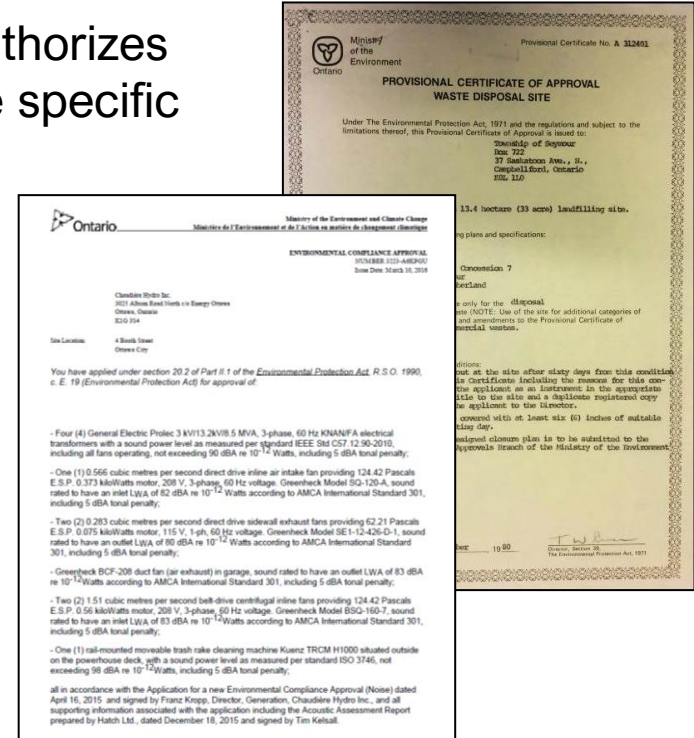 thorizes
specific
Ministry
of the
Environment
Ontario
Provisional Certificate No. A 312401
PROVISIONAL CERTIFICATE OF APPROVAL
WASTE DISPOSAL SITE
Under The Environmental Protection Act, 1971 and the regulations and subject to the
limitations thereof, this Provisional Certificate of Approval is issued to:
Township of Seymour
Box 722
37 Saskatoon Ave., N.,
Campbellford, Ontario
K0L 1L0
13.4 hectare (33 acre) landfilling site.
ng plans and specifications:
Concession 7
ur
berland
e only for the disposal
ste (NOTE: Use of the site for additional categories of
and amendments to the Provisional Certificate of
mercial wastes.
ditions:
out at the site after sixty days from this condition
is Certificate including the reasons for this con-
the applicant as an instrument in the appropriate
itle to the site and a duplicate registered copy
he applicant to the Director.
covered with at least six (6) inches of suitable
ting day.
esigned closure plan is to be submitted to the
Approvals Branch of the Ministry of the Environment
ber 19 80
Director, Section 39,
The Environmental Protection Act, 1971
Ontario
Ministry of the Environment and Climate Change
Ministère de l'Environnement et de l'Action en matière de changement climatique
ENVIRONMENTAL COMPLIANCE APPROVAL
NUMBER
Issue Date: March 10, 2016
Chaudière Hydro Inc.
3025 Albion Road North c/o Energy Ottawa
Ottawa, Ontario
K1G 3S4
Site Location: 4 Booth Street
Ottawa City
You have applied under section 20.2 of Part II.1 of the Environmental Protection Act, R.S.O. 1990,
c. E. 19 (Environmental Protection Act) for approval of:
- Four (4) General Electric Prolec 3 kV/13.2kV/8.5 MVA, 3-phase, 60 Hz KNAN/FA electrical
transformers with a sound power level as measured per standard IEEE Std C57.12.90-2010,
including all fans operating, not exceeding 90 dBA re 10-12 Watts, including 5 dBA tonal penalty;
- One (1) 0.566 cubic metres per second direct drive inline air intake fan providing 124.42 Pascals
E.S.P. 0.373 kiloWatts motor, 208 V, 3-phase, 60 Hz voltage. Greenheck Model SQ-120-A, sound
rated to have an inlet LWA of 82 dBA re 10-12 Watts according to AMCA International Standard 301,
including 5 dBA tonal penalty;
- Two (2) 0.283 cubic metres per second direct drive sidewall exhaust fans providing 62.21 Pascals
E.S.P. 0.075 kiloWatts motor, 115 V, 1-ph, 60 Hz voltage. Greenheck Model SE1-12-426-D-1, sound
rated to have an outlet LWA of 80 dBA re 10-12 Watts according to AMCA International Standard
301, including 5 dBA tonal penalty;
- Greenheck BCF-208 duct fan (air exhaust) in garage, sound rated to have an outlet LWA of 83 dBA
re 10-12Watts according to AMCA International Standard 301, including 5 dBA tonal penalty;
- Two (2) 1.51 cubic metres per second belt-drive centrifugal inline fans providing 124.42 Pascals
E.S.P. 0.56 kiloWatts motor, 208 V, 3-phase, 60 Hz voltage. Greenheck Model BSQ-160-7, sound
rated to have an outlet LWA of 83 dBA re 10-12Watts according to AMCA International Standard 301,
including 5 dBA tonal penalty;
- One (1) rail-mounted moveable trash rake cleaning machine Kuenz TRCM H1000 situated outside
on the powerhouse deck, with a sound power level as measured per standard ISO 3746, not
exceeding 98 dBA re 10-12Watts, including 5 dBA tonal penalty;
all in accordance with the Application for a new Environmental Compliance Approval (Noise) dated
April 16, 2015 and signed by Franz Kropp, Director, Generation, Chaudière Hydro Inc., and all
supporting information associated with the application including the Acoustic Assessment Report
prepared by Hatch Ltd., dated December 18, 2015 and signed by Tim Kelsall.